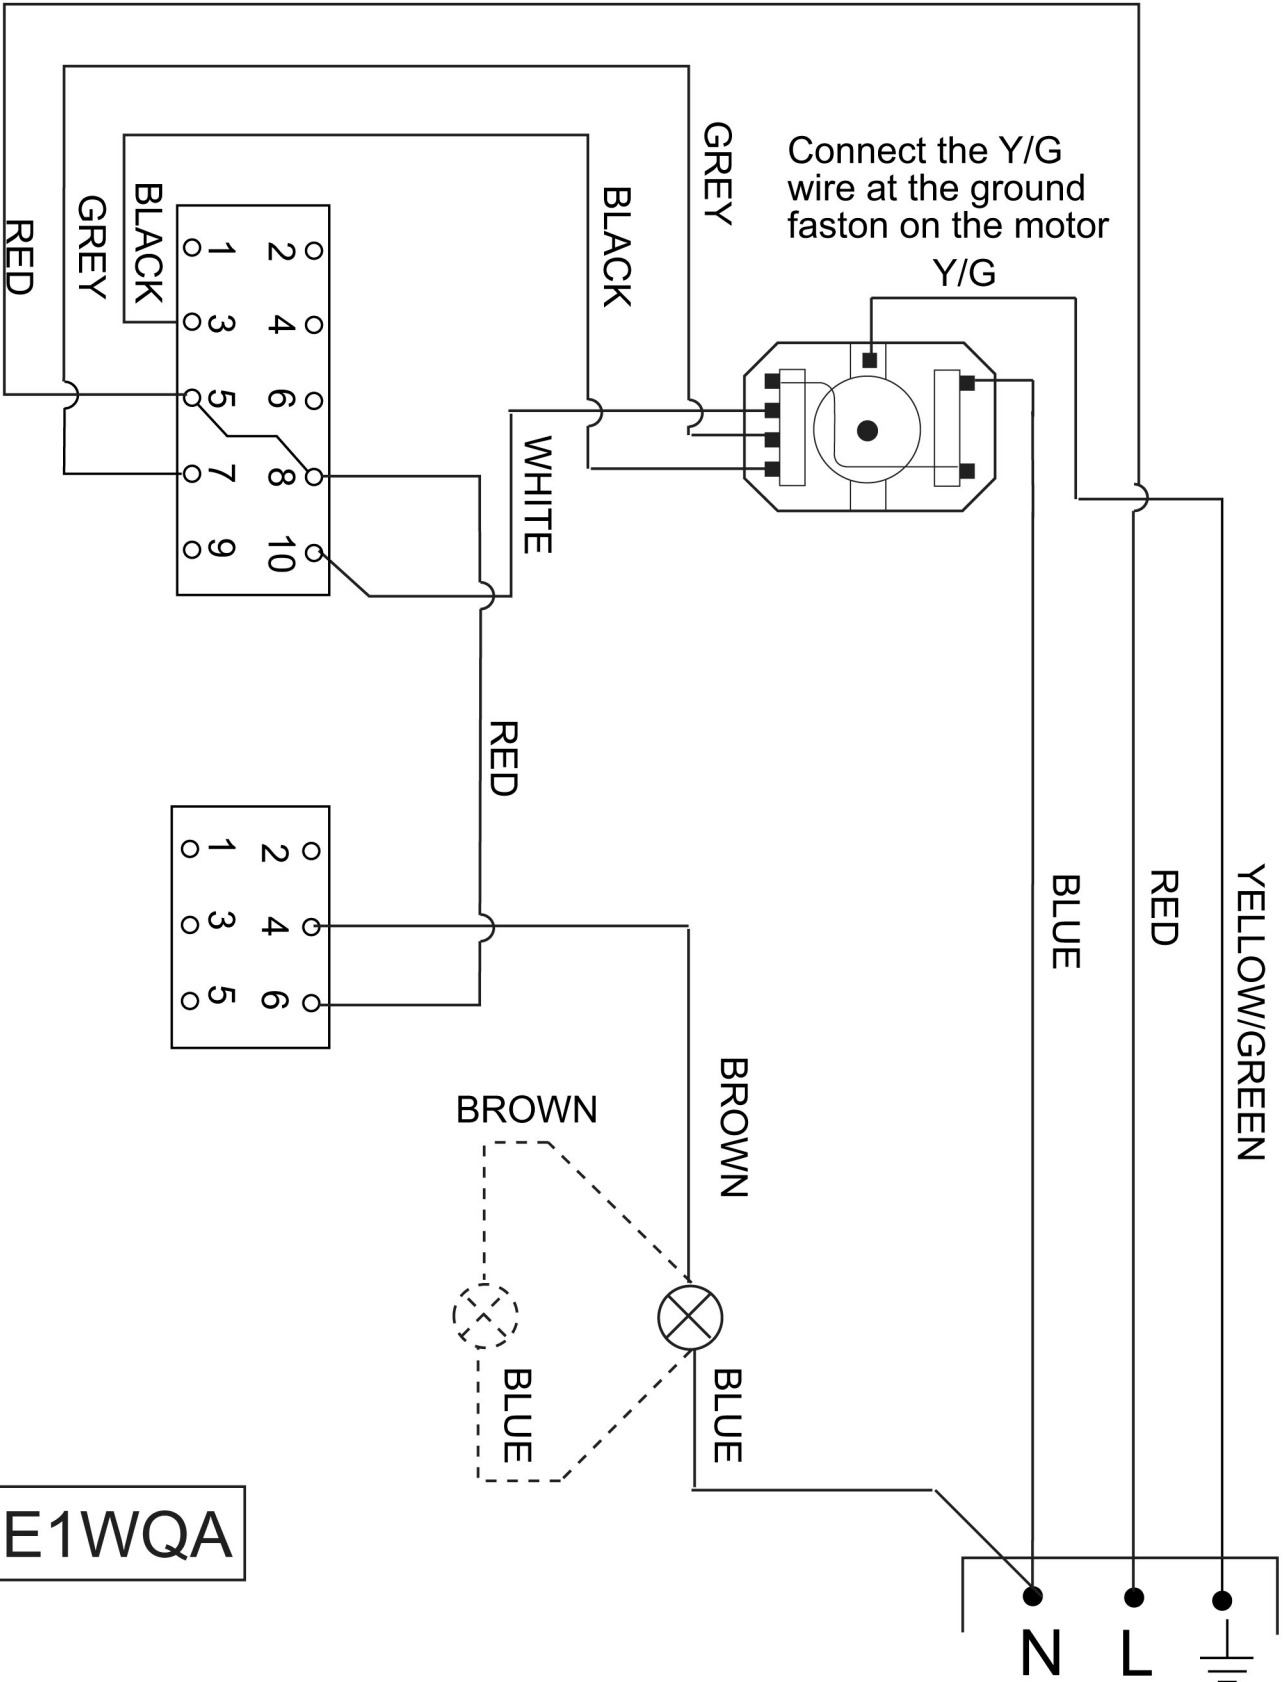 Connect the Y/G
wire at the ground
faston on the motor
Y/G
GREY
BLACK
BLACK
GREY
RED
1 2
3 4
5 6
7 8
9 10
WHITE
RED
1 2
3 4
5 6
BLUE
RED
YELLOW/GREEN
BROWN
BROWN
BLUE
BLUE
E1WQA
N L